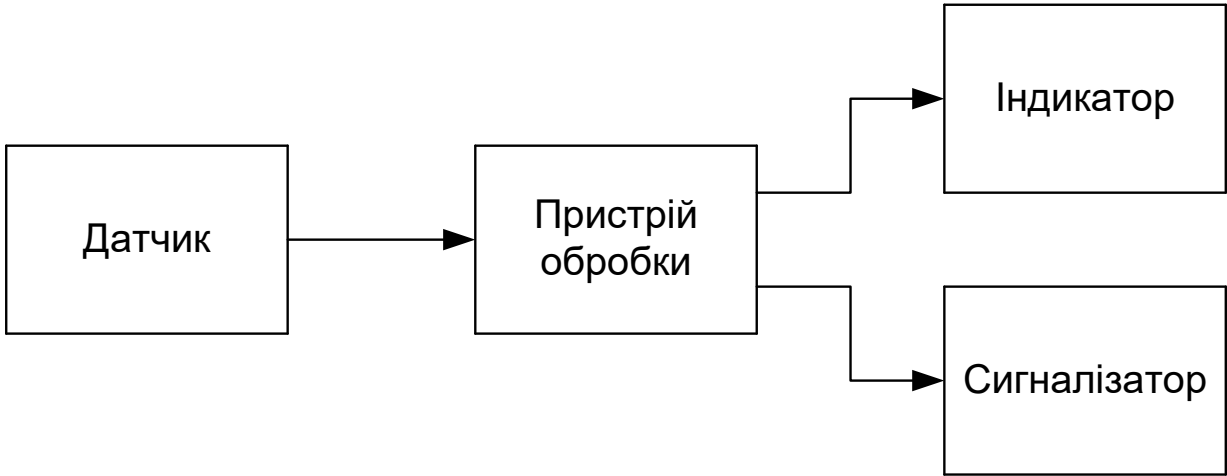 Датчик
Пристрій
обробки
Індикатор
Сигналізатор